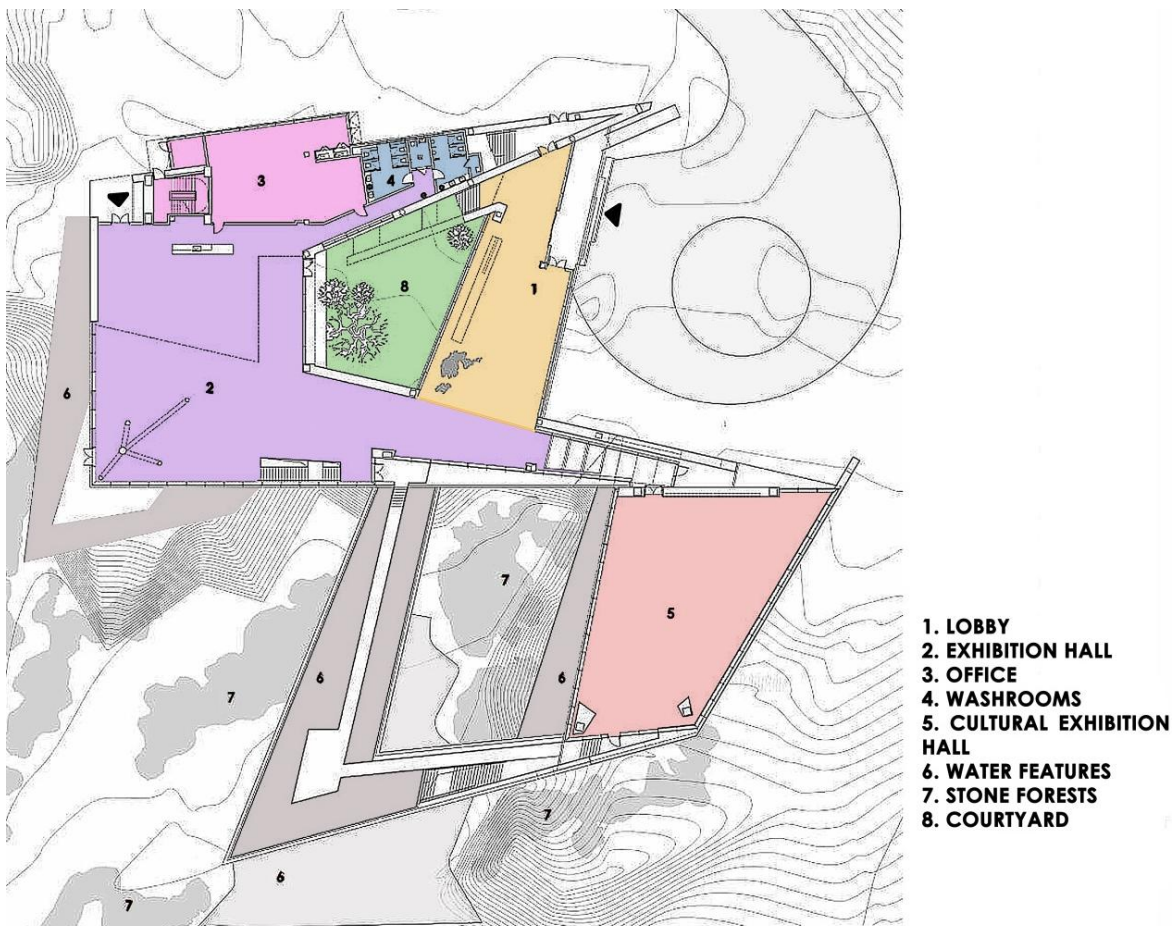 3
4
8
1
2
6
7
5
6
6
7
7
6
7
1. LOBBY
2. EXHIBITION HALL
3. OFFICE
4. WASHROOMS
5. CULTURAL EXHIBITION
HALL
6. WATER FEATURES
7. STONE FORESTS
8. COURTYARD